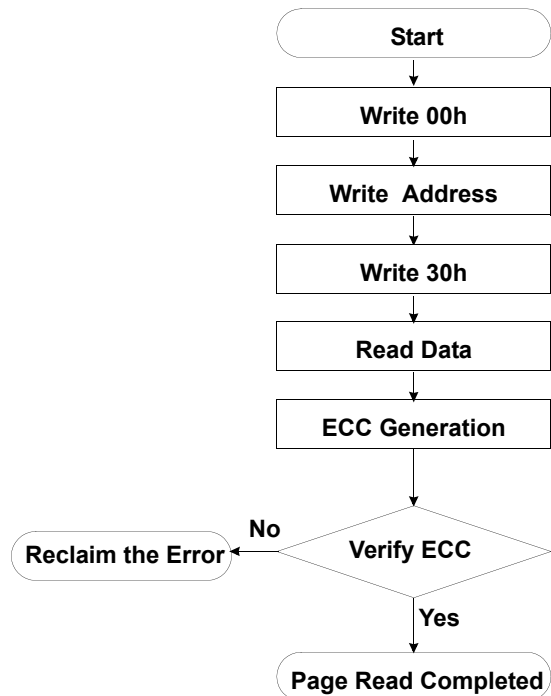 Start
Write 00h
Write Address
Write 30h
Read Data
ECC Generation
No
Reclaim the Error
Verify ECC
Yes
Page Read Completed